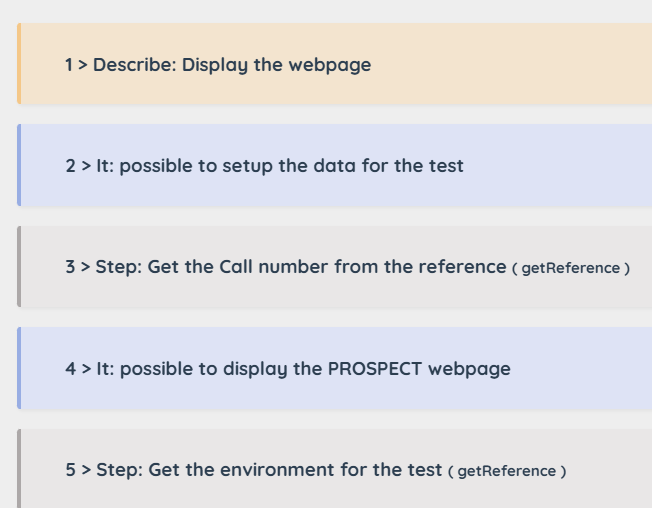 1 > Describe: Display the webpage
2 > It: possible to setup the data for the test
3 > Step: Get the Call number from the reference ( getReference )
4 > It: possible to display the PROSPECT webpage
5 > Step: Get the environment for the test ( getReference )